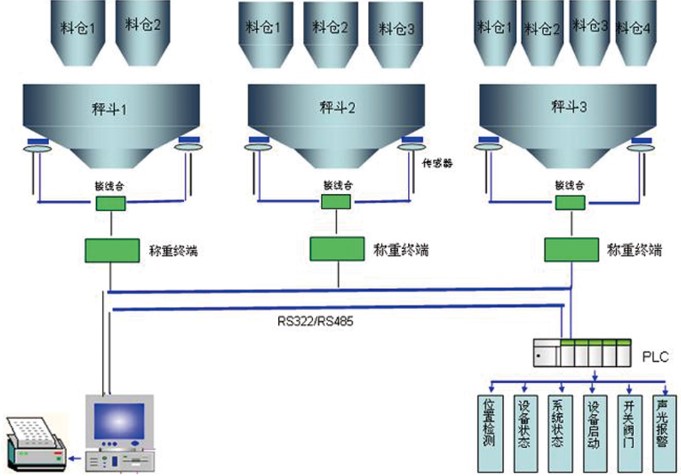 料仓1
料仓2
料仓1
料仓2
料仓3
料仓1
料仓2
料仓3
料仓4
秤斗1
秤斗2
秤斗3
传感器
接线合
接线合
接线合
称重终端
称重终端
称重终端
RS322/RS485
PLC
位置检测
设备状态
系统状态
设备启动
开关阀门
声光报警